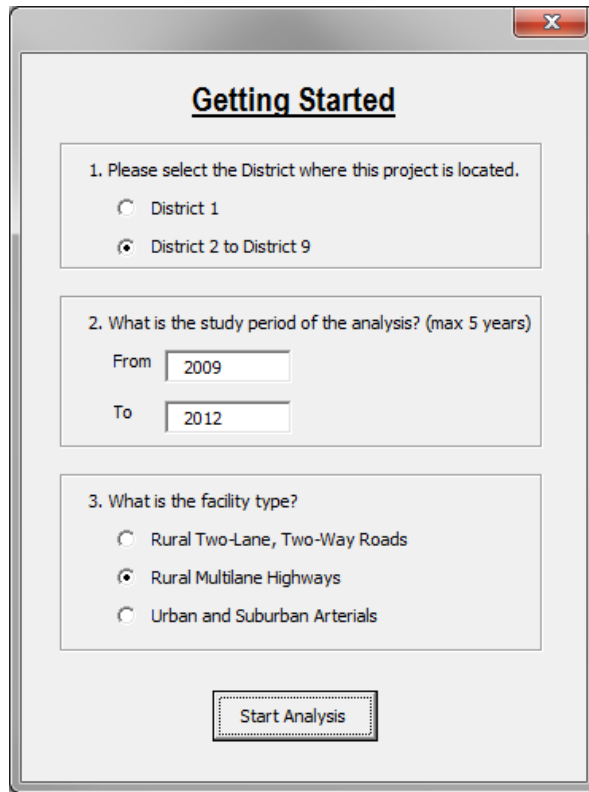 Getting Started
1. Please select the District where this project is located.
District 1
District 2 to District 9
2. What is the study period of the analysis? (max 5 years)
From 2009
To 2012
3. What is the facility type?
Rural Two-Lane, Two-Way Roads
Rural Multilane Highways
Urban and Suburban Arterials
Start Analysis